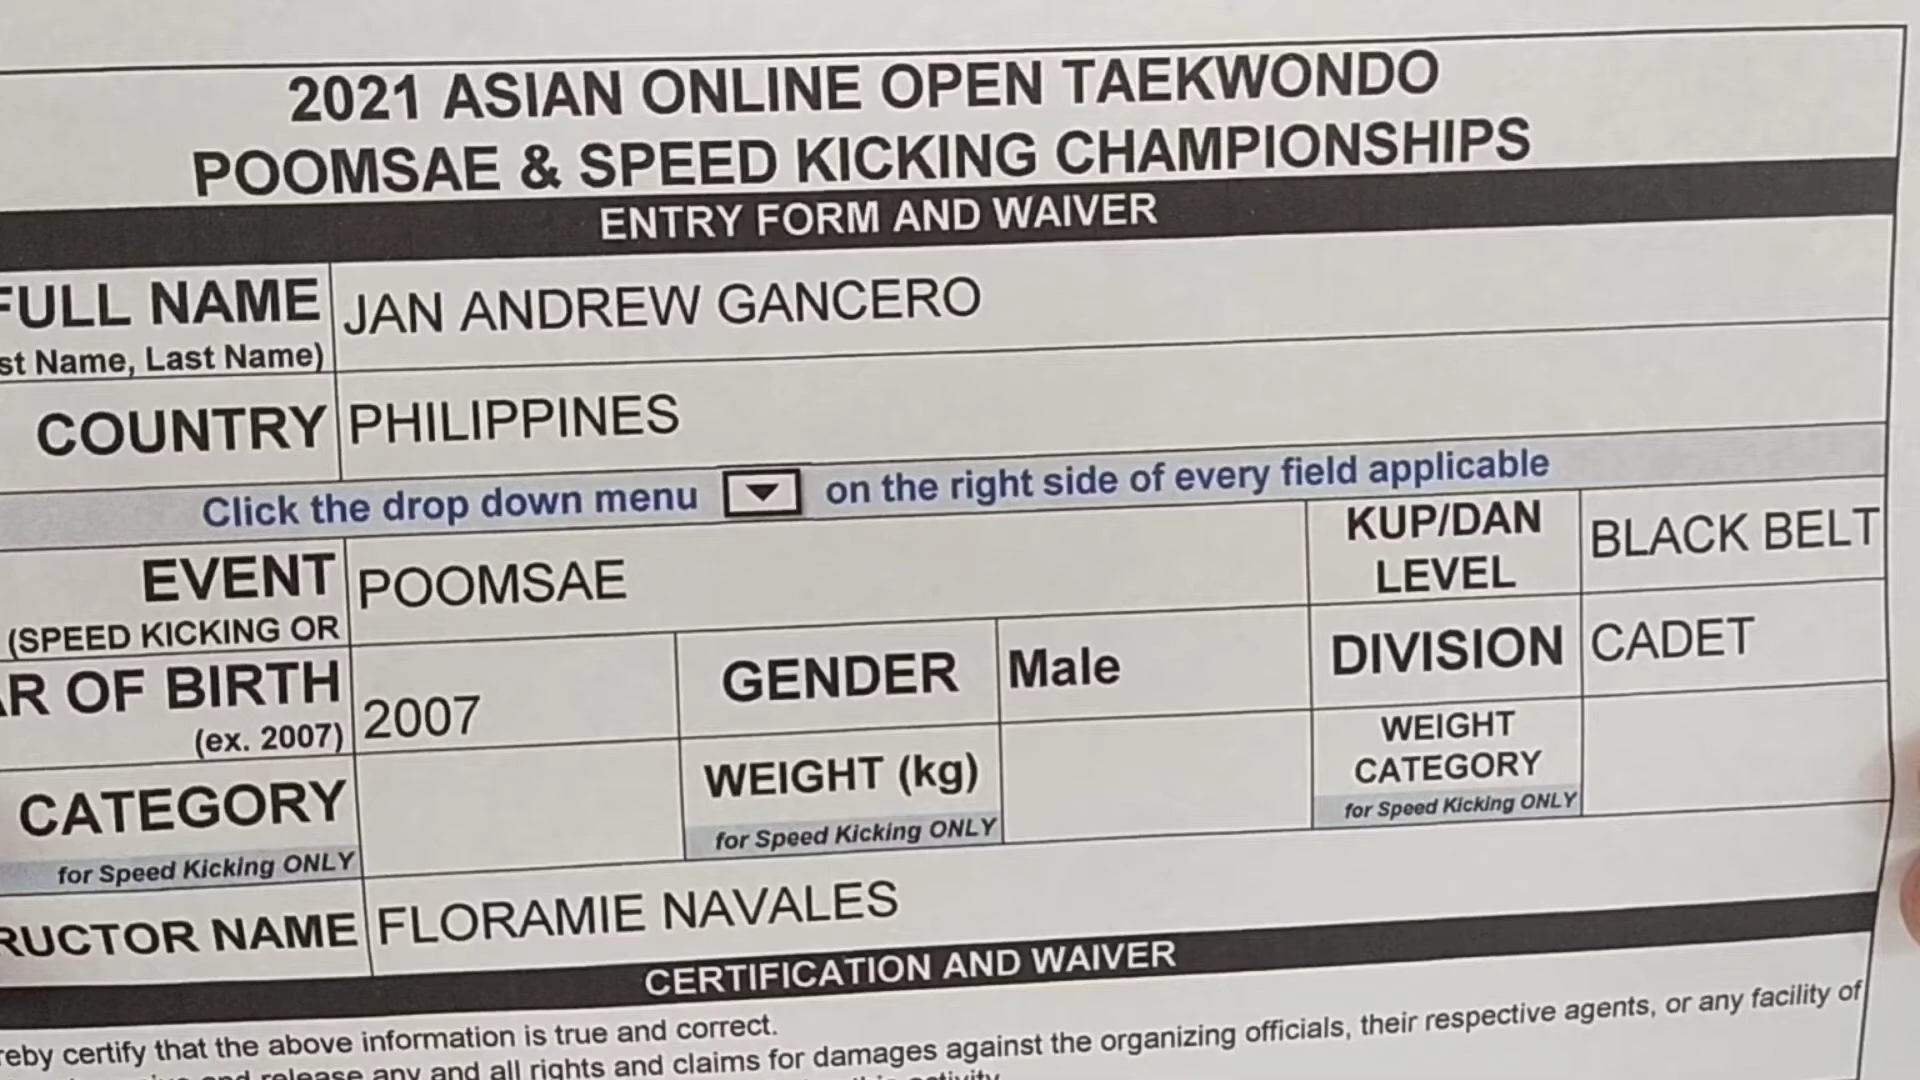 2021 ASIAN ONLINE OPEN TAEKWONDO
POOMSAE & SPEED KICKING CHAMPIONSHIPS
ENTRY FORM AND WAIVER
FULL NAME JAN ANDREW GANCERO
st Name, Last Name)
COUNTRY PHILIPPINES
Click the drop down menu on the right side of every field applicable
EVENT POOMSAE KUP/DAN LEVEL BLACK BELT
(SPEED KICKING OR
AR OF BIRTH 2007 GENDER Male DIVISION CADET
(ex. 2007)
CATEGORY WEIGHT (kg) WEIGHT CATEGORY
for Speed Kicking ONLY for Speed Kicking ONLY for Speed Kicking ONLY
RUCTOR NAME FLORAMIE NAVALES
CERTIFICATION AND WAIVER
reby certify that the above information is true and correct.
and release any and all rights and claims for damages against the organizing officials, their respective agents, or any facility of
activity.